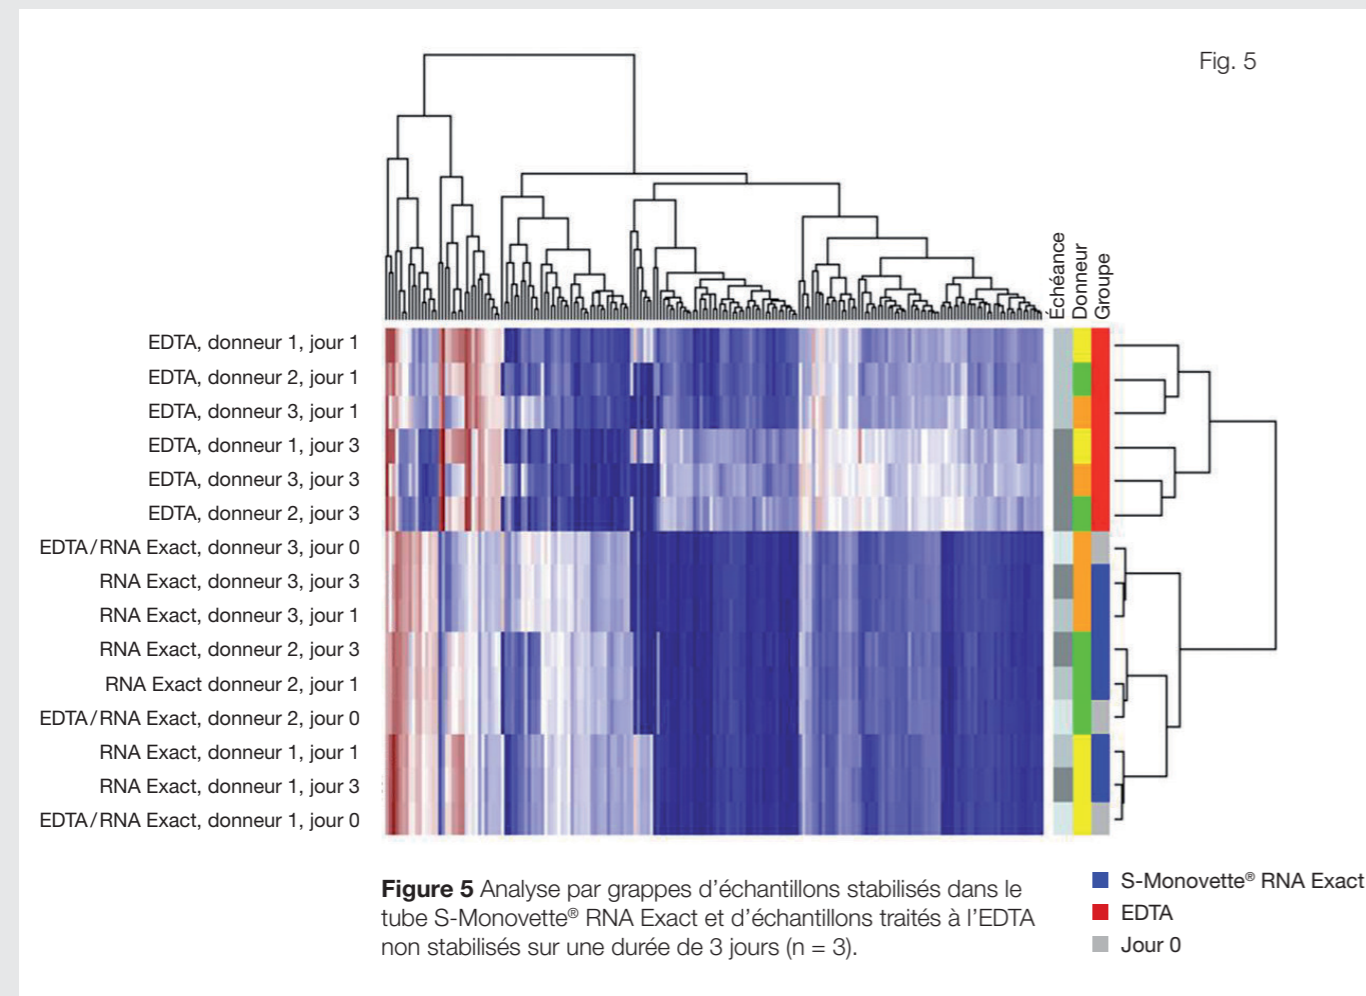 Fig. 5
Échéance
Donneur
Groupe
EDTA, donneur 1, jour 1
EDTA, donneur 2, jour 1
EDTA, donneur 3, jour 1
EDTA, donneur 1, jour 3
EDTA, donneur 3, jour 3
EDTA, donneur 2, jour 3
EDTA/RNA Exact, donneur 3, jour 0
RNA Exact, donneur 3, jour 3
RNA Exact, donneur 3, jour 1
RNA Exact, donneur 2, jour 3
RNA Exact donneur 2, jour 1
EDTA/RNA Exact, donneur 2, jour 0
RNA Exact, donneur 1, jour 1
RNA Exact, donneur 1, jour 3
EDTA/RNA Exact, donneur 1, jour 0
Figure 5 Analyse par grappes d’échantillons stabilisés dans le
tube S-Monovette® RNA Exact et d’échantillons traités à l’EDTA
non stabilisés sur une durée de 3 jours (n = 3).
S-Monovette® RNA Exact
EDTA
Jour 0